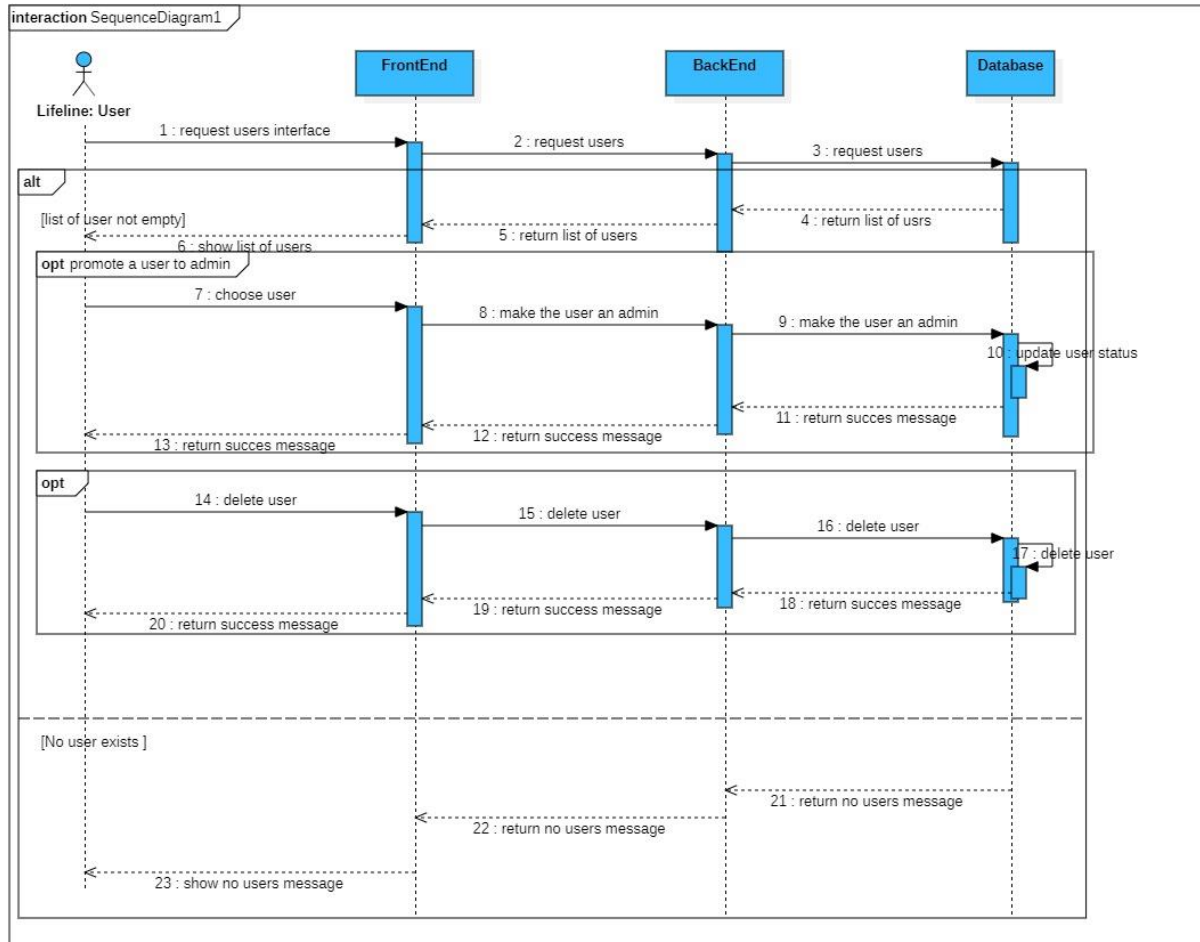 interaction SequenceDiagram1
FrontEnd
BackEnd
Database
Lifeline: User
1 : request users interface
2 : request users
3 : request users
alt
[list of user not empty]
4 : return list of usrs
5 : return list of users
6 : show list of users
opt promote a user to admin
7 : choose user
8 : make the user an admin
9 : make the user an admin
10 : update user status
11 : return succes message
12 : return success message
13 : return succes message
opt
14 : delete user
15 : delete user
16 : delete user
17 : delete user
18 : return succes message
19 : return success message
20 : return success message
[No user exists ]
21 : return no users message
22 : return no users message
23 : show no users message